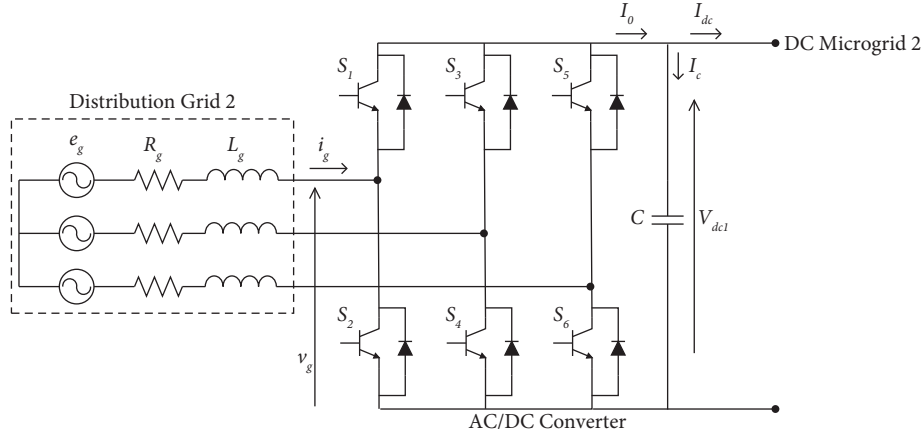 I_0
I_dc
DC Microgrid 2
S_1
S_3
S_5
I_c
Distribution Grid 2
e_g
R_g
L_g
i_g
C
V_dc1
S_2
S_4
S_6
v_g
AC/DC Converter